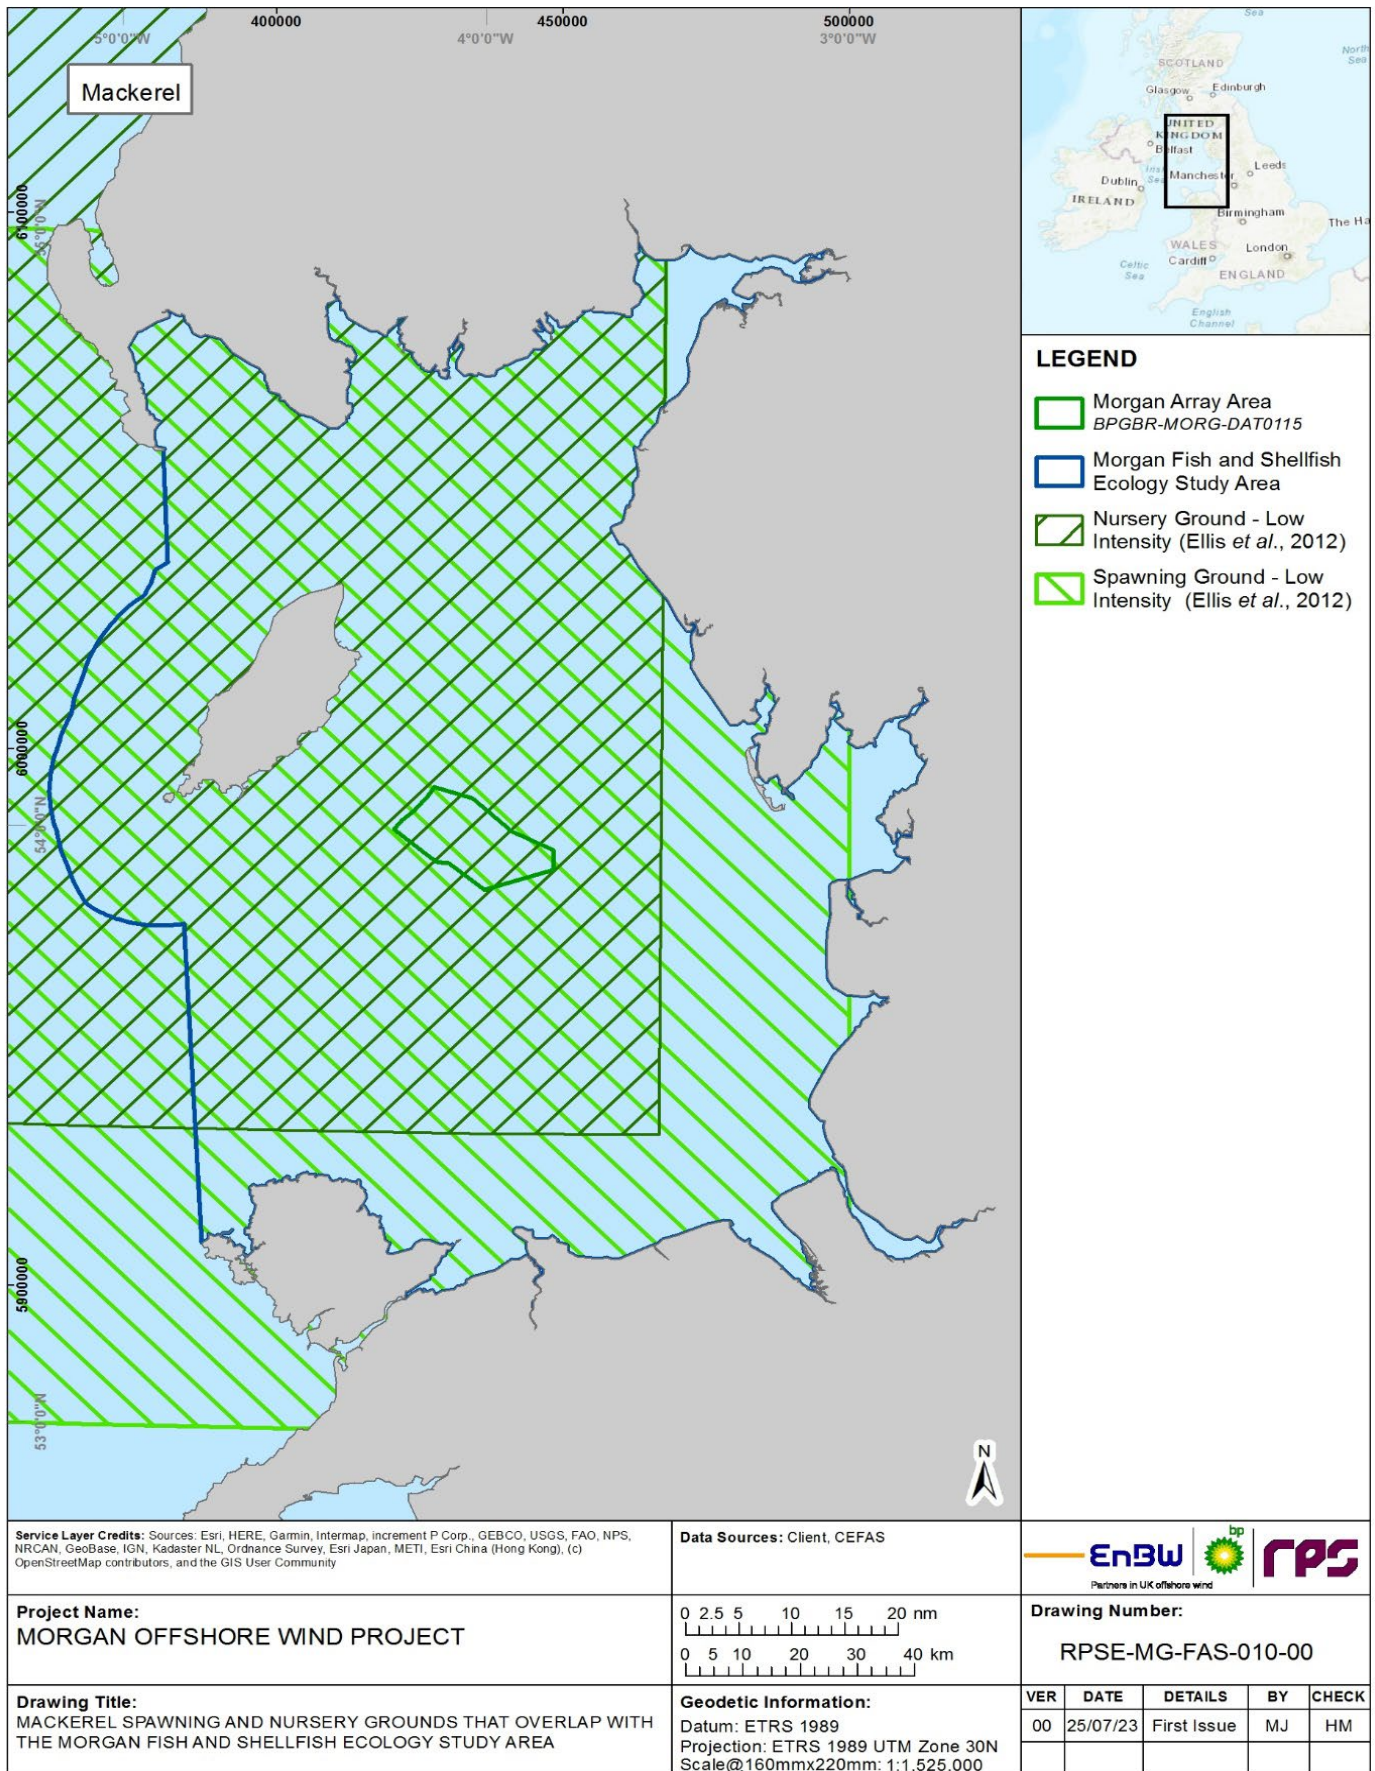 400000
450000
500000
5°0'0"W
4°0'0"W
3°0'0"W
Mackerel
6100000
55°0'0"N
6000000
54°0'0"N
5900000
53°0'0"N
N
Sea
North
Sea
SCOTLAND
Glasgow
Edinburgh
UNITED
KINGDOM
Belfast
Irish
Sea
Leeds
Dublin
Manchester
IRELAND
Birmingham
The Ha
WALES
London
Cardiff
ENGLAND
Celtic
Sea
English
Channel
LEGEND
Morgan Array Area
BPGBR-MORG-DAT0115
Morgan Fish and Shellfish
Ecology Study Area
Nursery Ground - Low
Intensity (Ellis et al., 2012)
Spawning Ground - Low
Intensity (Ellis et al., 2012)
Service Layer Credits: Sources: Esri, HERE, Garmin, Intermap, increment P Corp., GEBCO, USGS, FAO, NPS,
NRCAN, GeoBase, IGN, Kadaster NL, Ordnance Survey, Esri Japan, METI, Esri China (Hong Kong), (c)
OpenStreetMap contributors, and the GIS User Community
Data Sources: Client, CEFAS
EnBW
bp
rps
Partners in UK offshore wind
Project Name:
MORGAN OFFSHORE WIND PROJECT
0 2.5 5 10 15 20 nm
0 5 10 20 30 40 km
Drawing Number:
RPSE-MG-FAS-010-00
Drawing Title:
MACKEREL SPAWNING AND NURSERY GROUNDS THAT OVERLAP WITH
THE MORGAN FISH AND SHELLFISH ECOLOGY STUDY AREA
Geodetic Information:
Datum: ETRS 1989
Projection: ETRS 1989 UTM Zone 30N
Scale@160mmx220mm: 1:1,525,000
VER DATE DETAILS BY CHECK
00 25/07/23 First Issue MJ HM